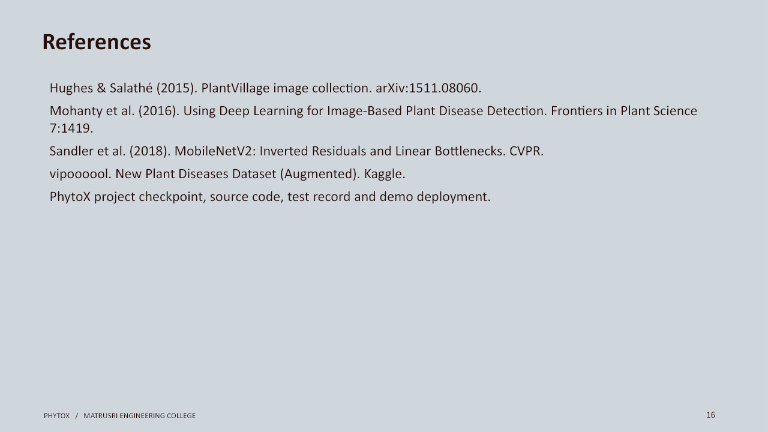 References
Hughes & Salathé (2015). PlantVillage image collection. arXiv:1511.08060.
Mohanty et al. (2016). Using Deep Learning for Image-Based Plant Disease Detection. Frontiers in Plant Science
7:1419.
Sandler et al. (2018). MobileNetV2: Inverted Residuals and Linear Bottlenecks. CVPR.
vipoooool. New Plant Diseases Dataset (Augmented). Kaggle.
PhytoX project checkpoint, source code, test record and demo deployment.
PHYTOX / MATRUSRI ENGINEERING COLLEGE
16